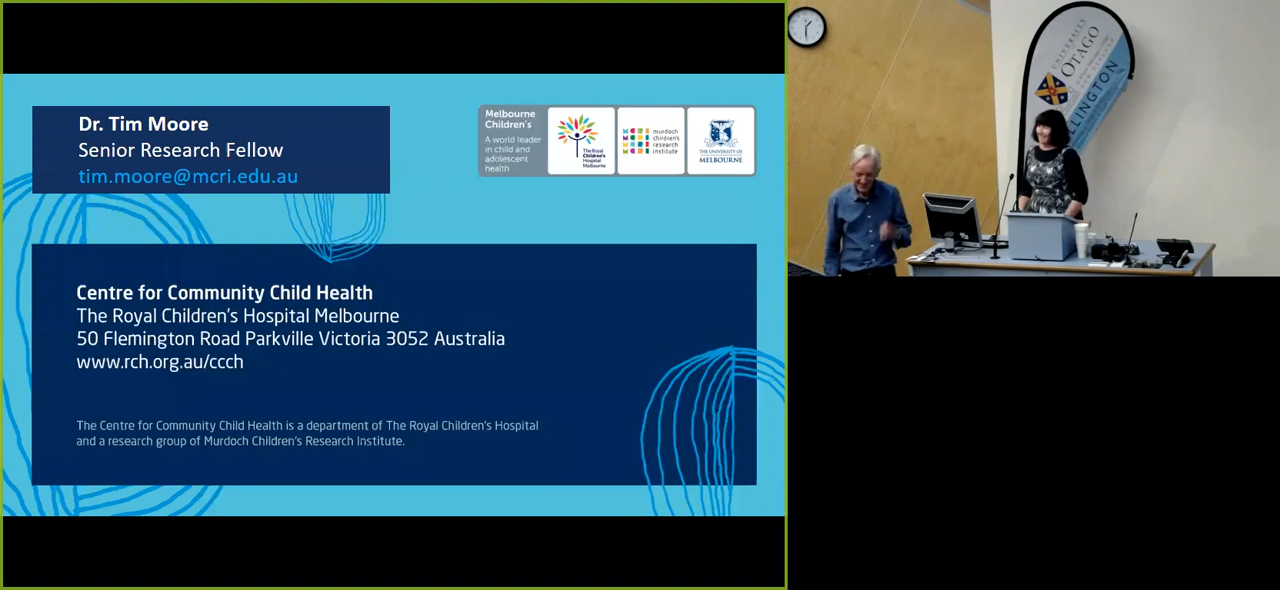 Dr. Tim Moore
Senior Research Fellow
tim.moore@mcri.edu.au
Melbourne
Children's
A world leader
in child and
adolescent
health
The Royal
Children's
Hospital
Melbourne
murdoch
children's
research
institute
THE UNIVERSITY OF
MELBOURNE
Centre for Community Child Health
The Royal Children's Hospital Melbourne
50 Flemington Road Parkville Victoria 3052 Australia
www.rch.org.au/ccch
The Centre for Community Child Health is a department of The Royal Children's Hospital
and a research group of Murdoch Children's Research Institute.
UNIVERSITY
OTAGO
LLINGTON